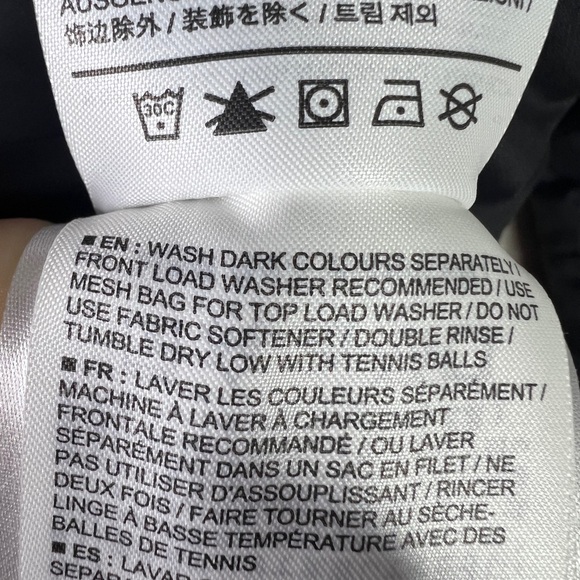 饰边除外 / 装飾を除く / 트림 제외
30C
■ EN : WASH DARK COLOURS SEPARATELY /
FRONT LOAD WASHER RECOMMENDED / USE
MESH BAG FOR TOP LOAD WASHER / DO NOT
USE FABRIC SOFTENER / DOUBLE RINSE /
TUMBLE DRY LOW WITH TENNIS BALLS
■ FR : LAVER LES COULEURS SÉPARÉMENT /
MACHINE À LAVER À CHARGEMENT
FRONTALE RECOMMANDÉ / OU LAVER
SÉPARÉMENT DANS UN SAC EN FILET / NE
PAS UTILISER D'ASSOUPLISSANT / RINCER
DEUX FOIS / FAIRE TOURNER AU SÈCHE-
LINGE À BASSE TEMPÉRATURE AVEC DES
BALLES DE TENNIS
■ ES : LAVAR